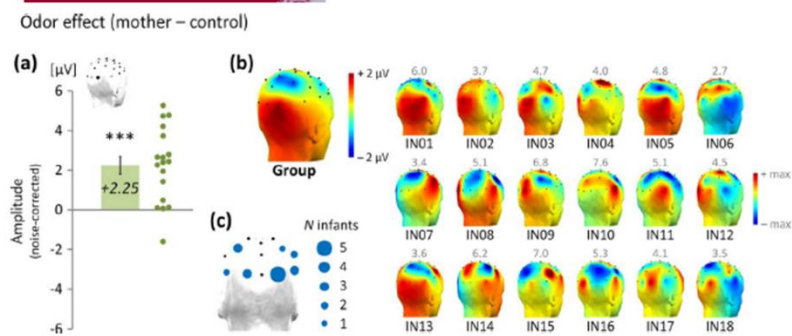 Odor effect (mother – control)
(a)
[µV]
6
4
2
0
-2
-4
-6
Amplitude
(noise-corrected)
***
+2.25
(b)
+ 2 µV
– 2 µV
Group
(c)
N infants
5
4
3
2
1
6.0 3.7 4.7 4.0 4.8 2.7
IN01 IN02 IN03 IN04 IN05 IN06
3.4 5.1 6.8 7.6 5.1 4.5
IN07 IN08 IN09 IN10 IN11 IN12
3.6 6.2 7.0 5.3 4.1 3.5
IN13 IN14 IN15 IN16 IN17 IN18
+ max
– max